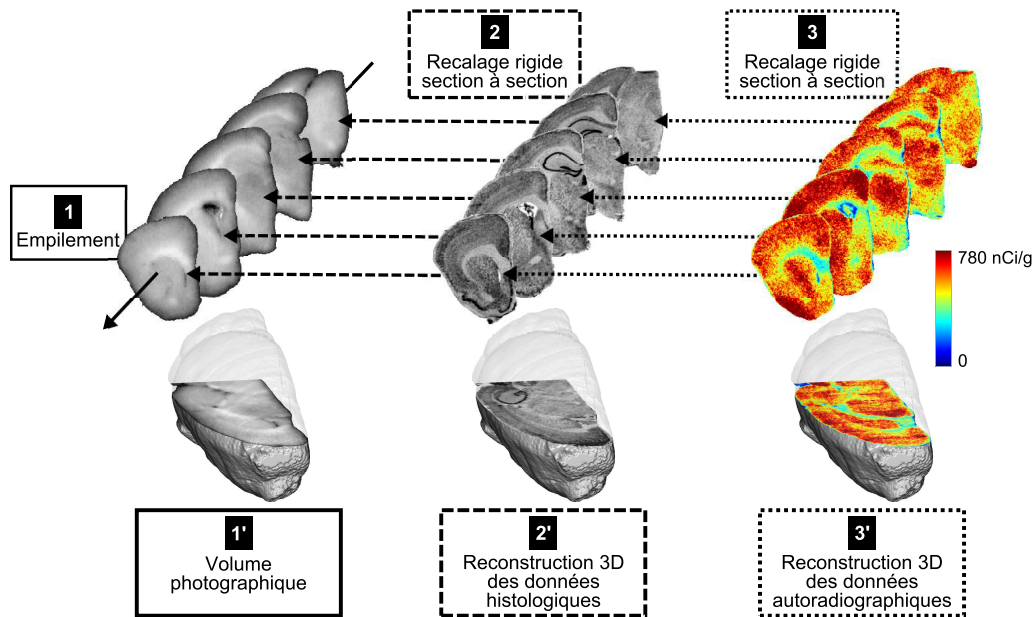 2
Recalage rigide
section à section
3
Recalage rigide
section à section
1
Empilement
780 nCi/g
0
1'
Volume
photographique
2'
Reconstruction 3D
des données
histologiques
3'
Reconstruction 3D
des données
autoradiographiques